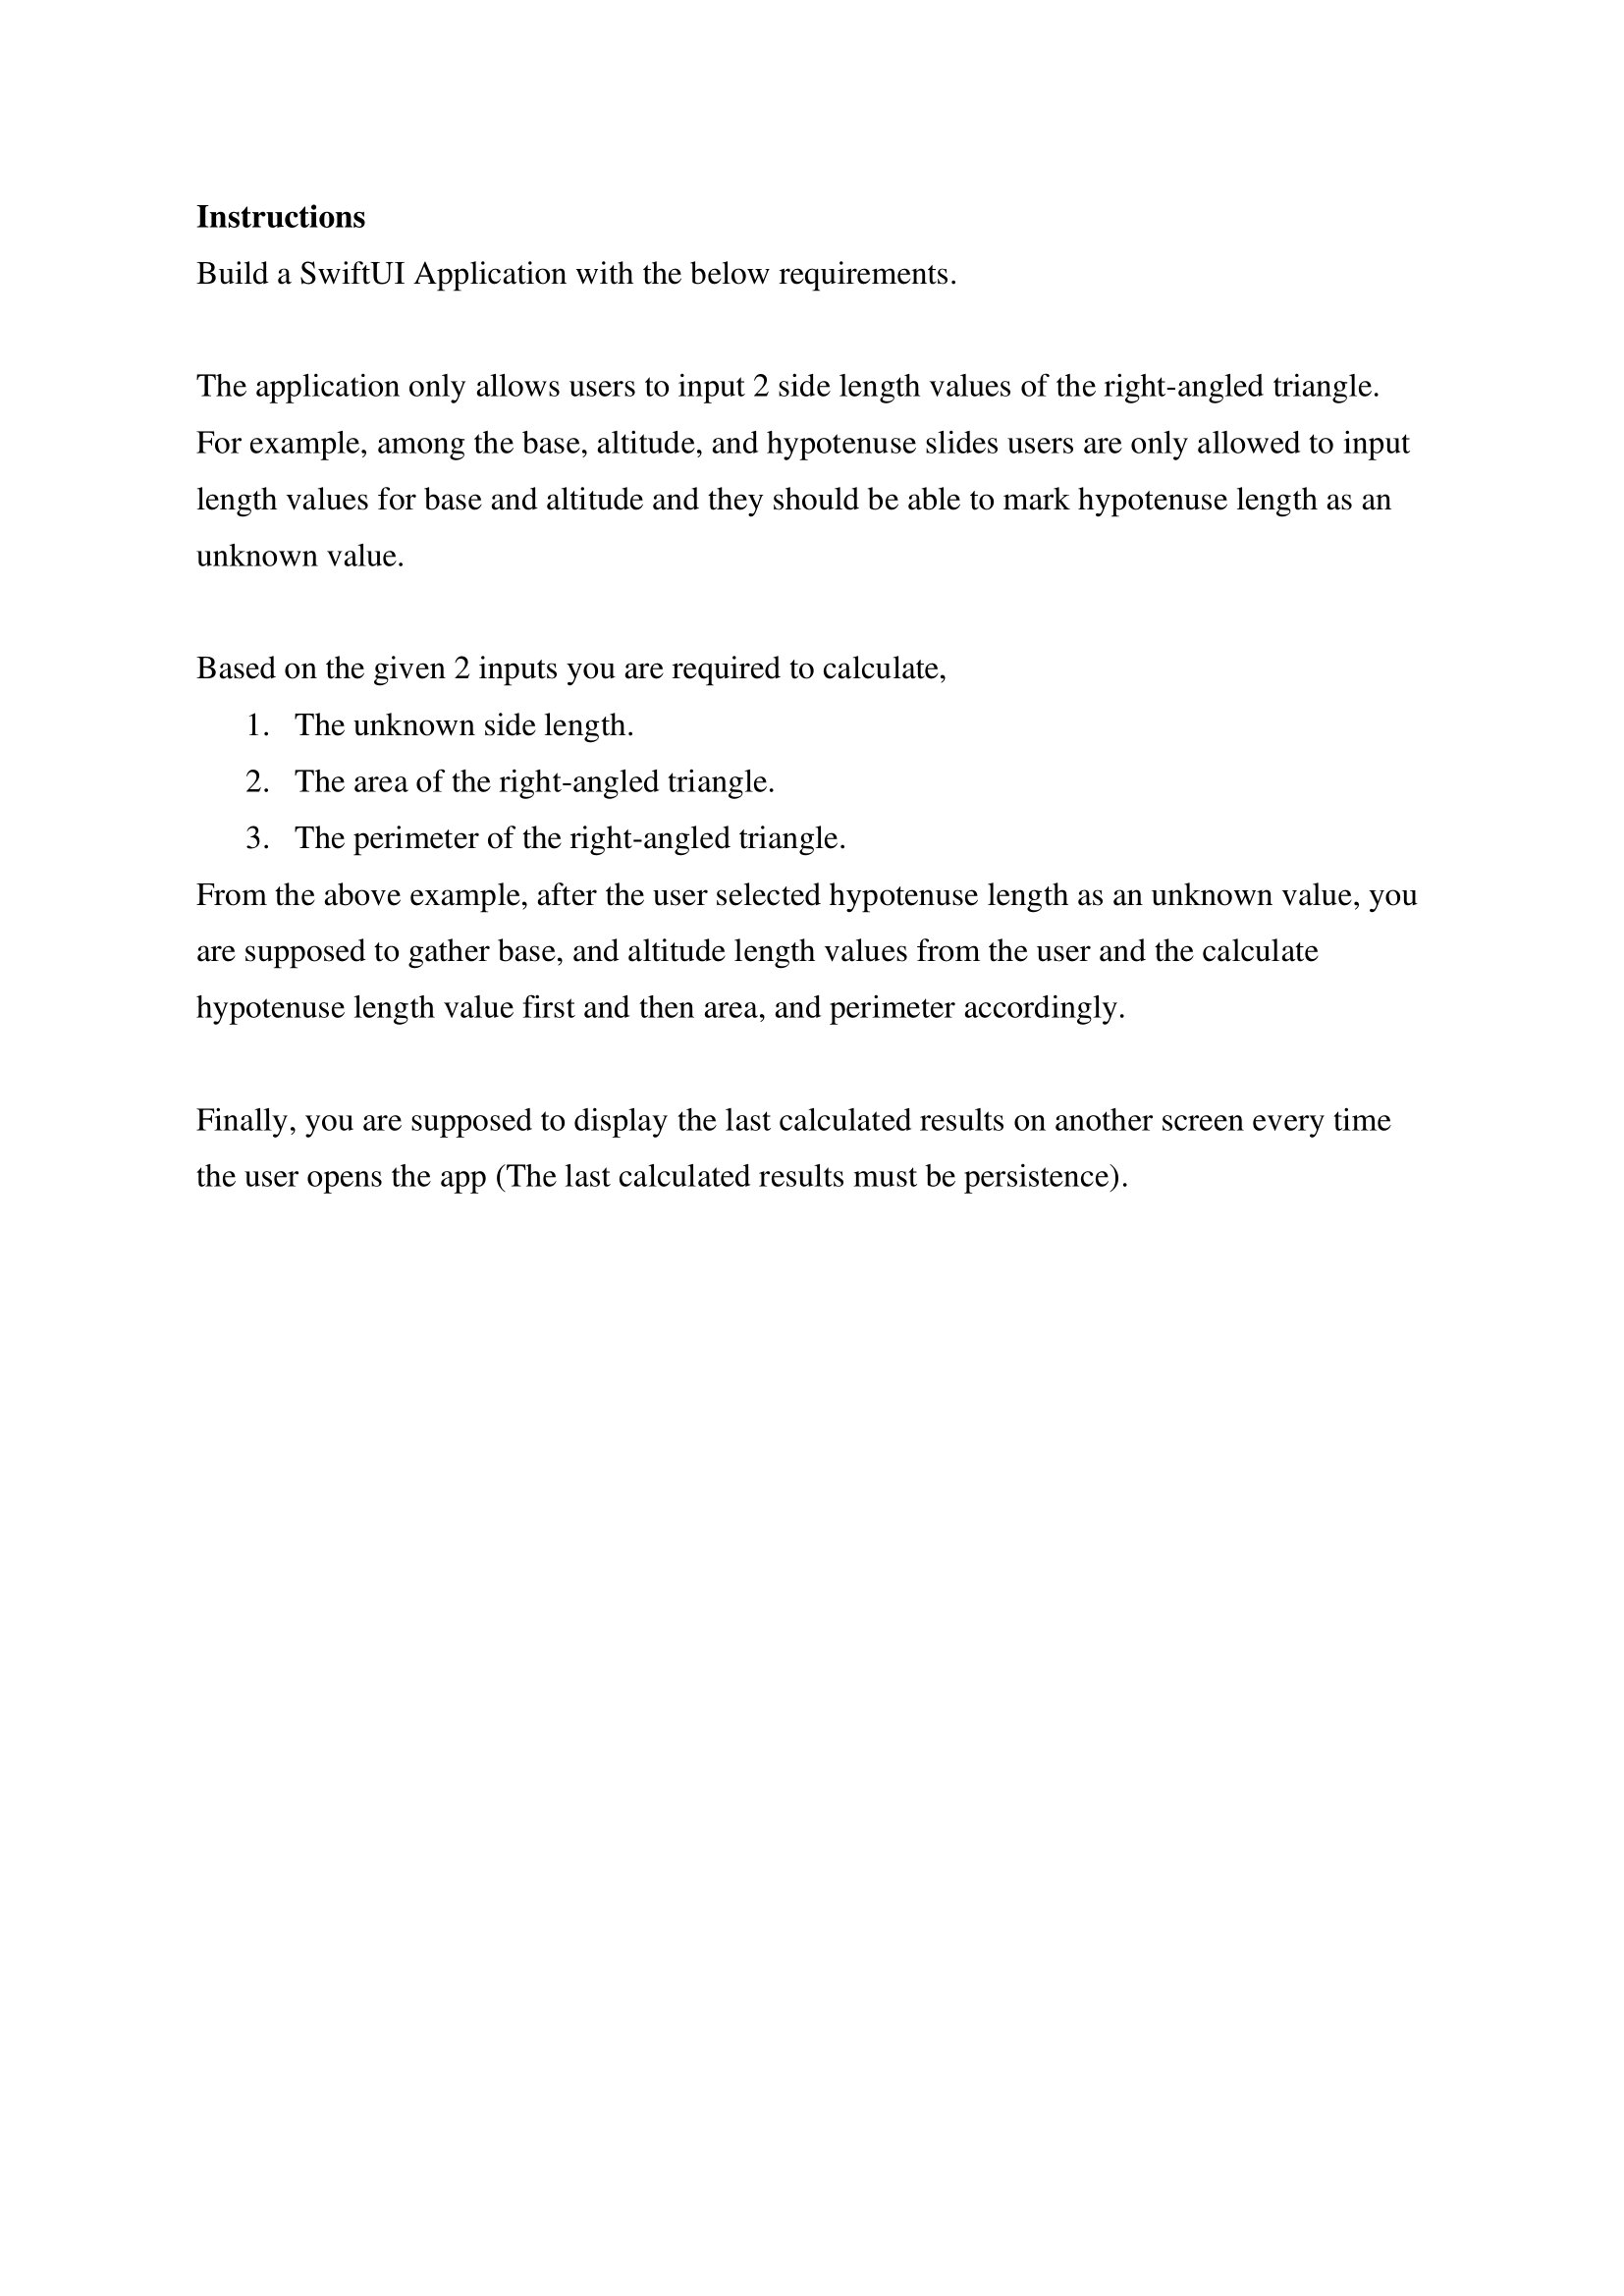 Instructions
Build a SwiftUI Application with the below requirements.
The application only allows users to input 2 side length values of the right-angled triangle.
For example, among the base, altitude, and hypotenuse slides users are only allowed to input
length values for base and altitude and they should be able to mark hypotenuse length as an
unknown value.
Based on the given 2 inputs you are required to calculate,
1. The unknown side length.
2. The area of the right-angled triangle.
3. The perimeter of the right-angled triangle.
From the above example, after the user selected hypotenuse length as an unknown value, you
are supposed to gather base, and altitude length values from the user and the calculate
hypotenuse length value first and then area, and perimeter accordingly.
Finally, you are supposed to display the last calculated results on another screen every time
the user opens the app (The last calculated results must be persistence).